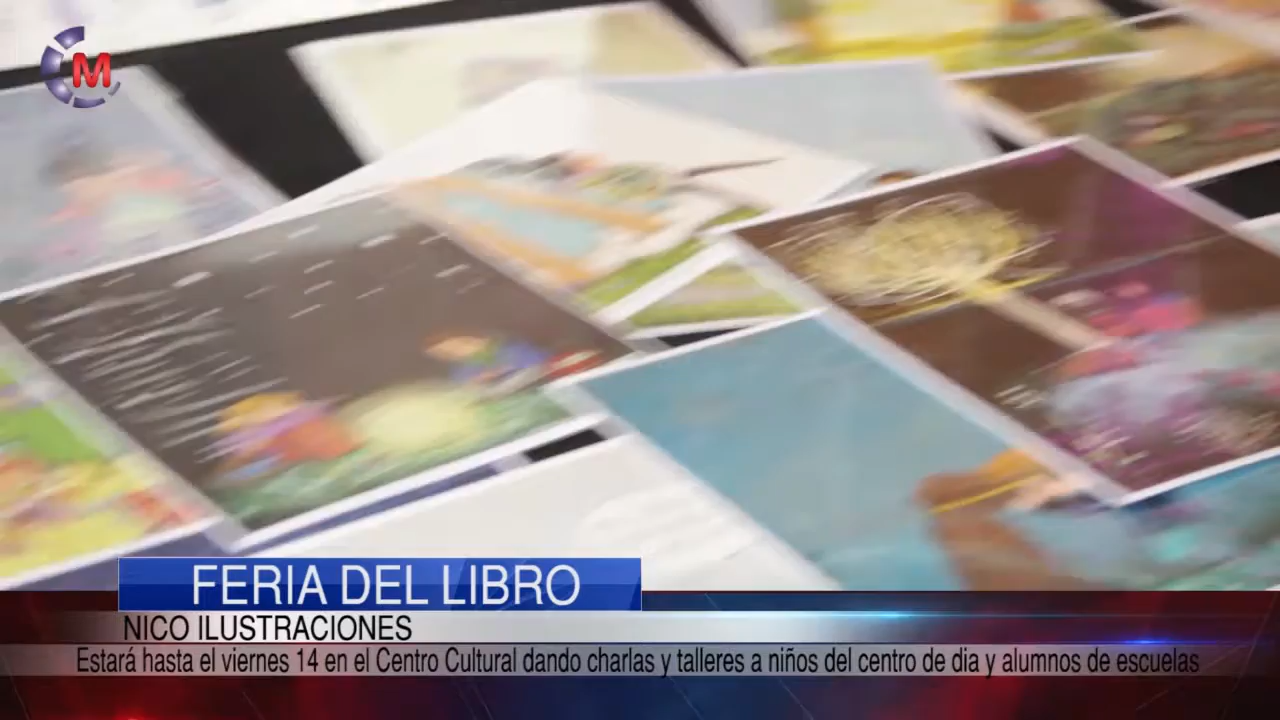 M
FERIA DEL LIBRO
NICO ILUSTRACIONES
Estará hasta el viernes 14 en el Centro Cultural dando charlas y talleres a niños del centro de dia y alumnos de escuelas